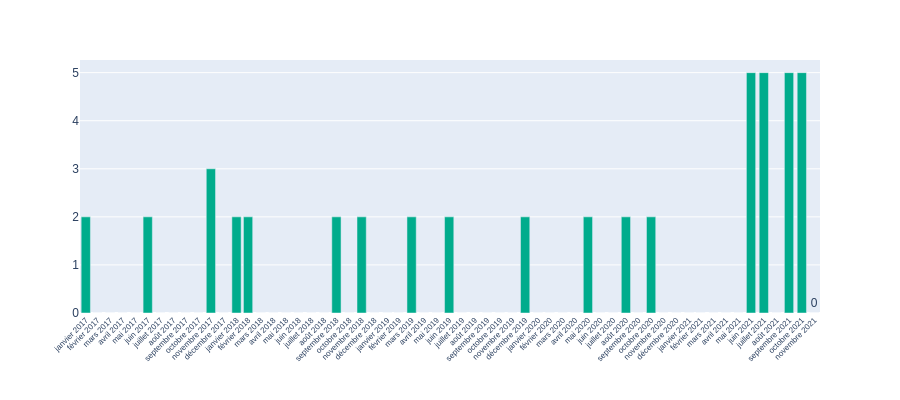 5
4
3
2
1
0
0
janvier 2017
février 2017
mars 2017
avril 2017
mai 2017
juin 2017
juillet 2017
août 2017
septembre 2017
octobre 2017
novembre 2017
décembre 2017
janvier 2018
février 2018
mars 2018
avril 2018
mai 2018
juin 2018
juillet 2018
août 2018
septembre 2018
octobre 2018
novembre 2018
décembre 2018
janvier 2019
février 2019
mars 2019
avril 2019
mai 2019
juin 2019
juillet 2019
août 2019
septembre 2019
octobre 2019
novembre 2019
décembre 2019
janvier 2020
février 2020
mars 2020
avril 2020
mai 2020
juin 2020
juillet 2020
août 2020
septembre 2020
octobre 2020
novembre 2020
décembre 2020
janvier 2021
février 2021
mars 2021
avril 2021
mai 2021
juin 2021
juillet 2021
août 2021
septembre 2021
octobre 2021
novembre 2021